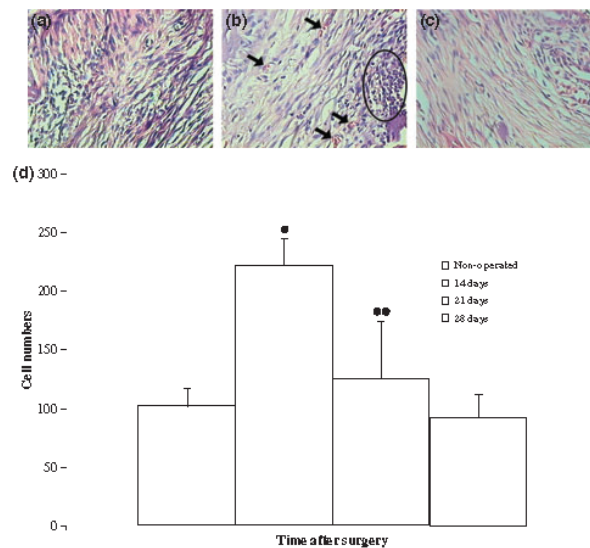 (a)
(b)
(c)
(d)
300
250
200
150
100
50
0
Cell numbers
Non-operated
14 days
21 days
28 days
Time after surgery